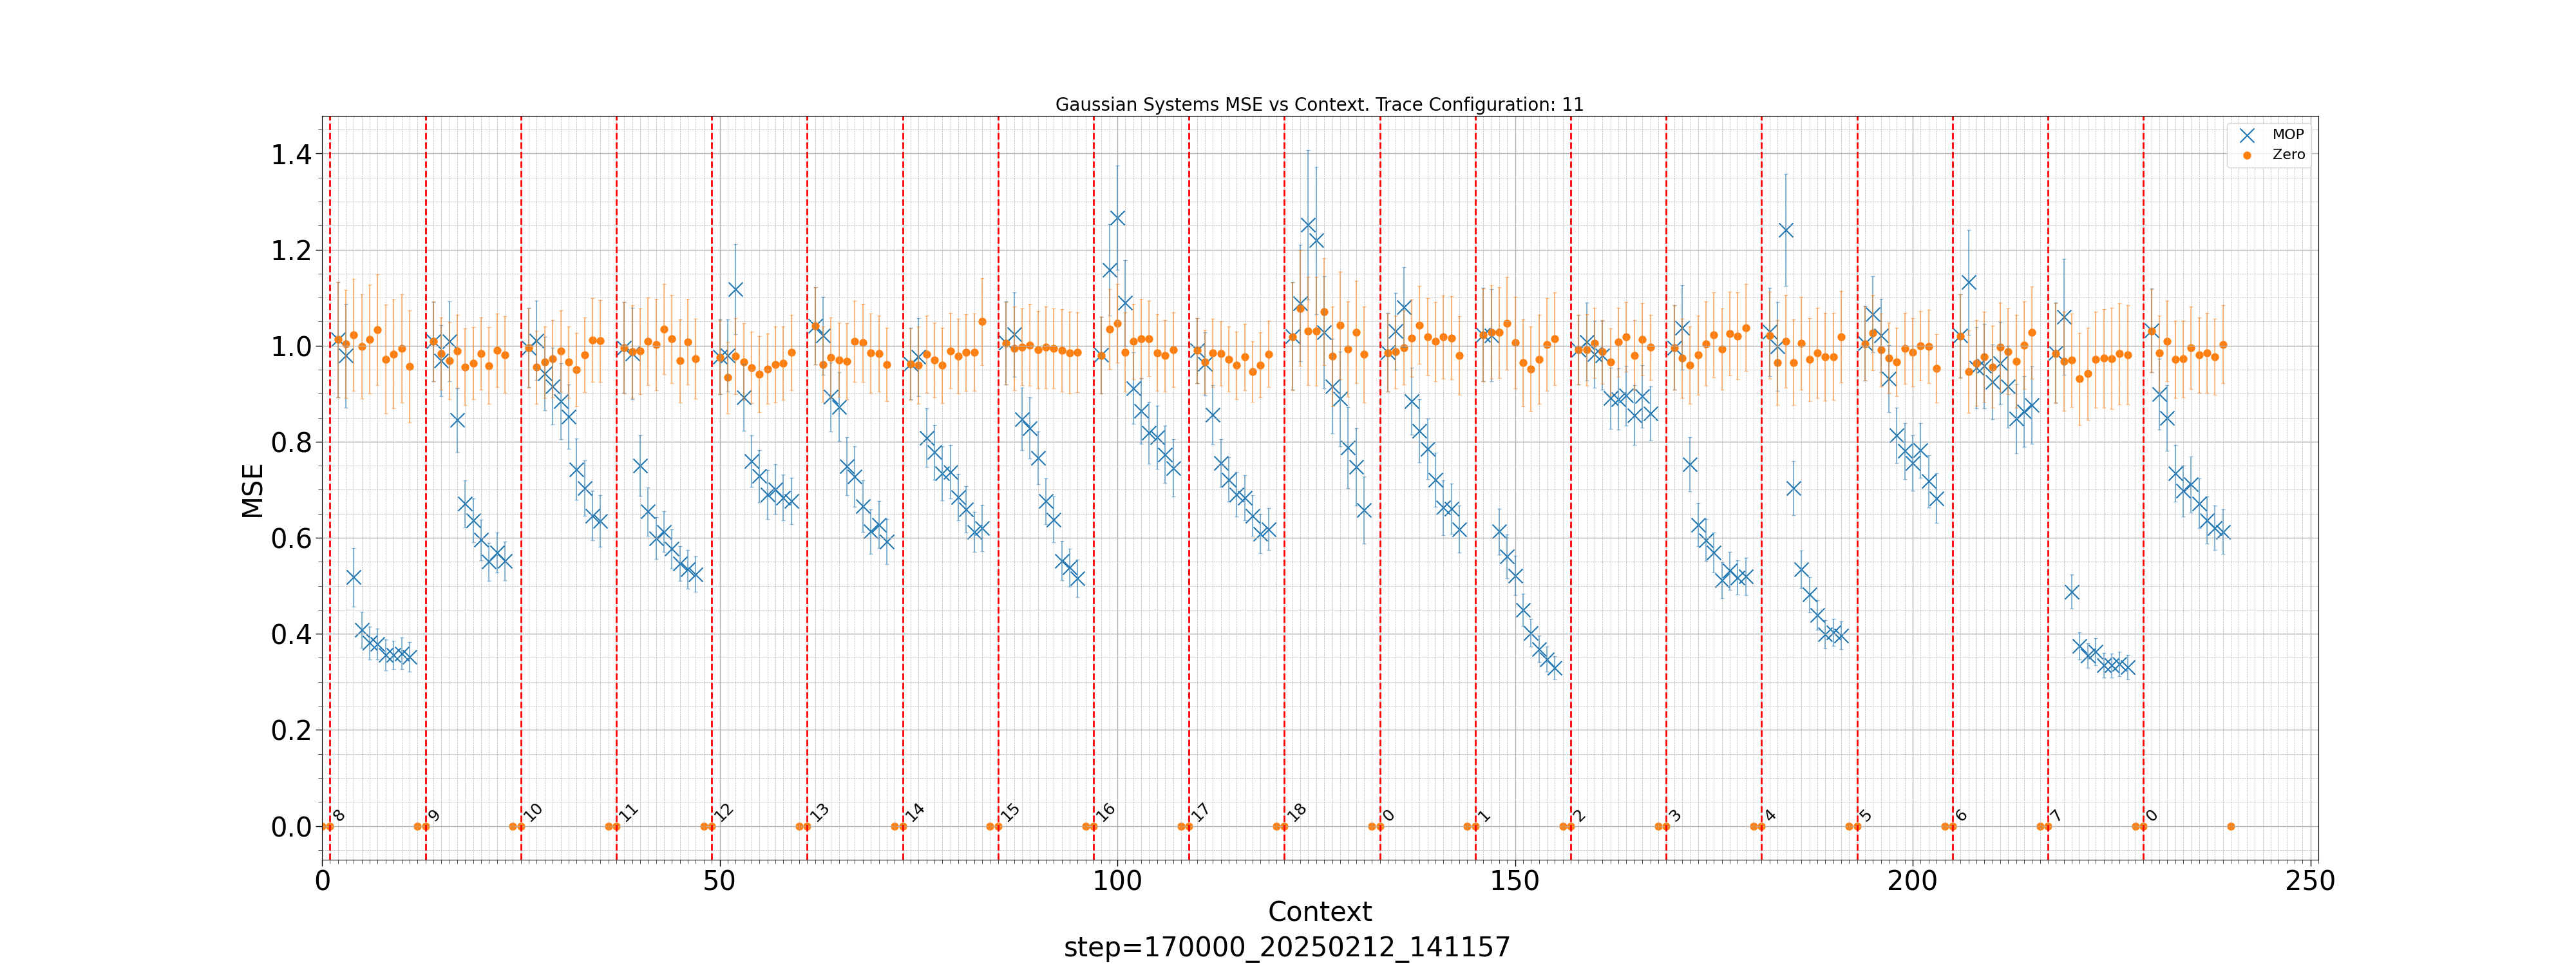 Gaussian Systems MSE vs Context. Trace Configuration: 11
MOP
Zero
MSE
1.4
1.2
1.0
0.8
0.6
0.4
0.2
0.0
8 9 10 11 12 13 14 15 16 17 18 0 1 2 3 4 5 6 7 0
0 50 100 150 200 250
Context
step=170000_20250212_141157